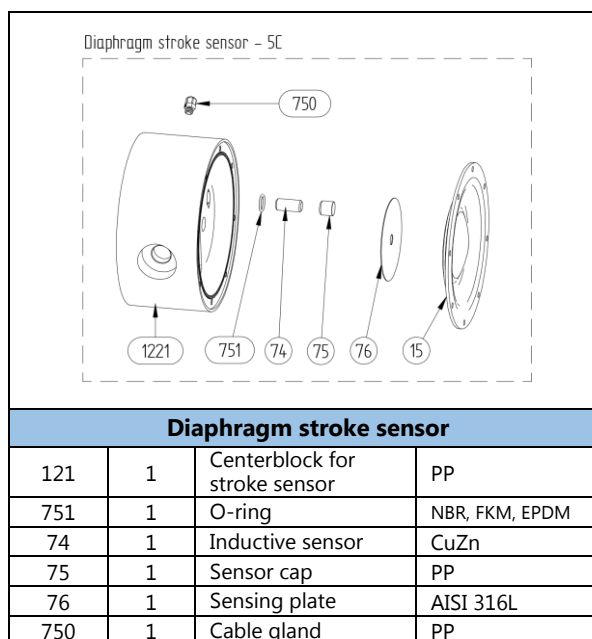 Diaphragm stroke sensor - 5C
750
1221
751
74
75
76
15
Diaphragm stroke sensor
121 1 Centerblock for
stroke sensor PP
751 1 O-ring NBR, FKM, EPDM
74 1 Inductive sensor CuZn
75 1 Sensor cap PP
76 1 Sensing plate AISI 316L
750 1 Cable gland PP